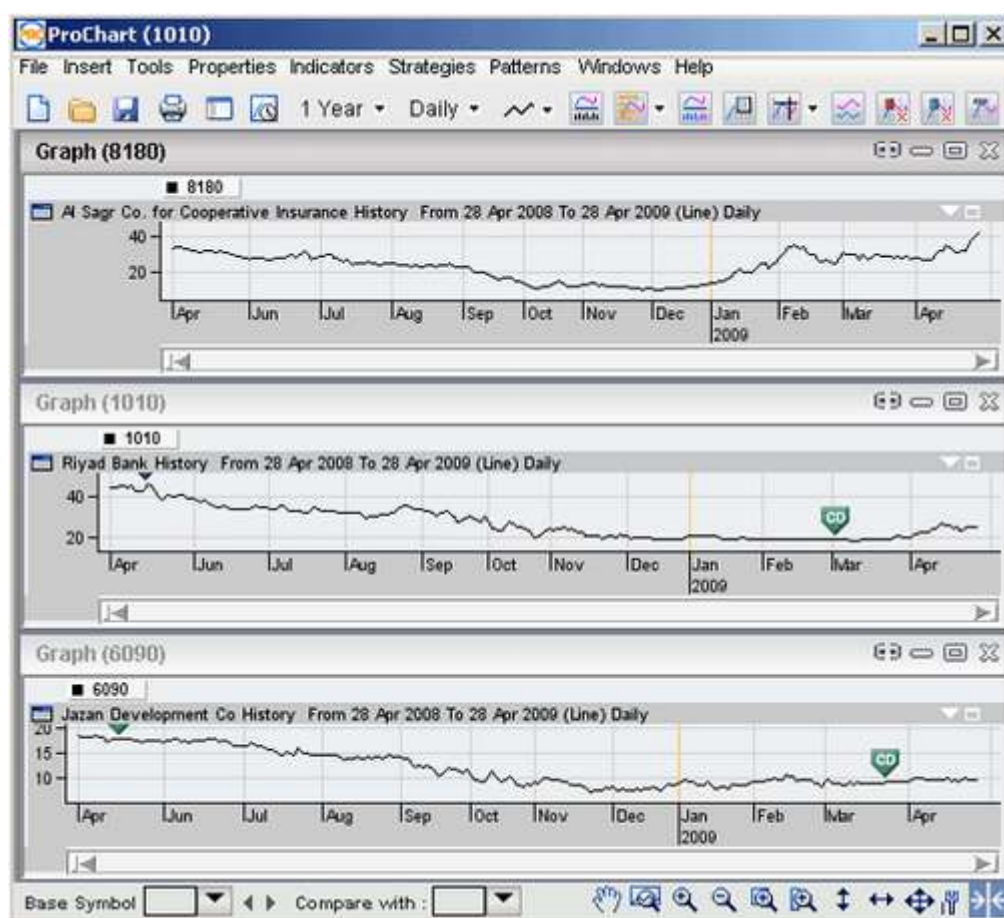 ProChart (1010)
File Insert Tools Properties Indicators Strategies Patterns Windows Help
1 Year Daily
Graph (8180)
8180
Al Sagr Co. for Cooperative Insurance History From 28 Apr 2008 To 28 Apr 2009 (Line) Daily
40
20
Apr Jun Jul Aug Sep Oct Nov Dec Jan Feb Mar Apr
2009
Graph (1010)
1010
Riyad Bank History From 28 Apr 2008 To 28 Apr 2009 (Line) Daily
40
CD
20
Apr Jun Jul Aug Sep Oct Nov Dec Jan Feb Mar Apr
2009
Graph (6090)
6090
Jazan Development Co History From 28 Apr 2008 To 28 Apr 2009 (Line) Daily
20
15
CD
10
Apr Jun Jul Aug Sep Oct Nov Dec Jan Feb Mar Apr
2009
Base Symbol Compare with :